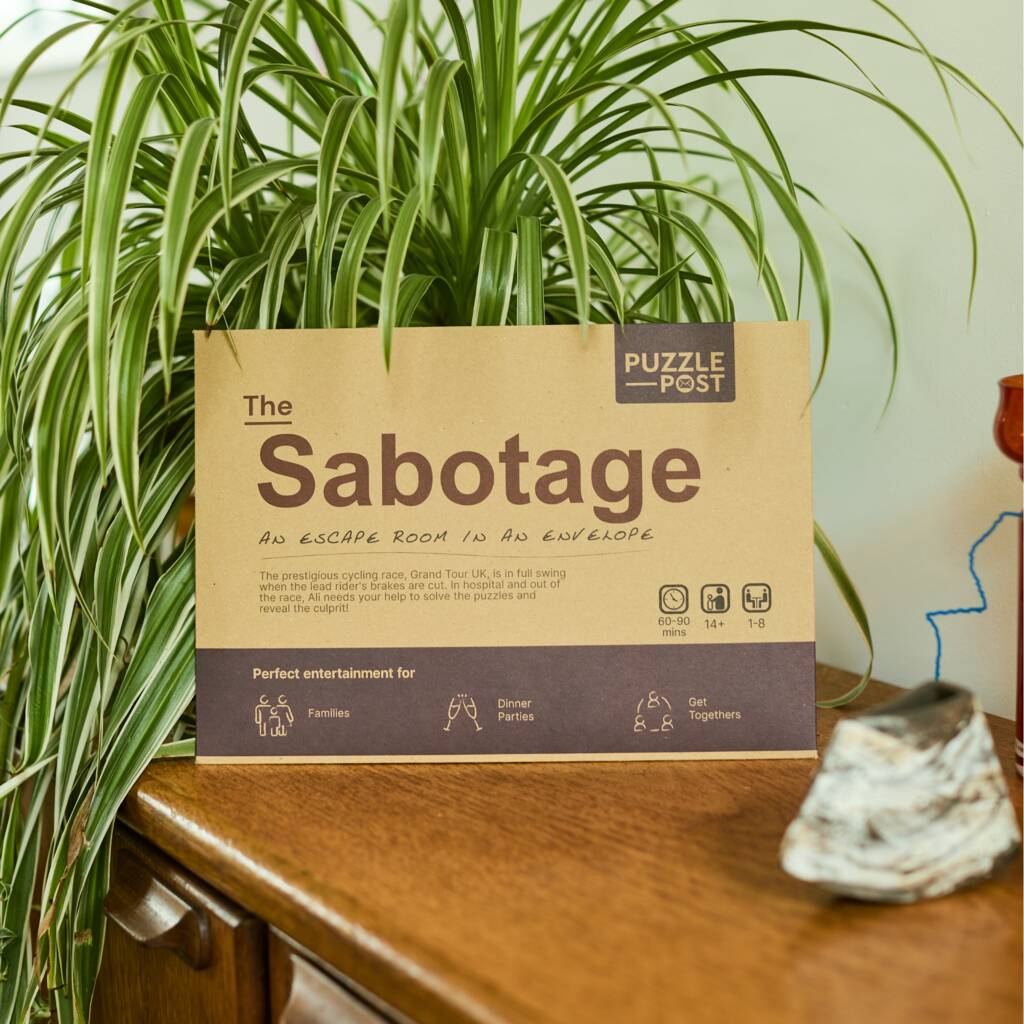 PUZZLE
POST
The
Sabotage
AN ESCAPE ROOM IN AN ENVELOPE
The prestigious cycling race, Grand Tour UK, is in full swing
when the lead rider's brakes are cut. In hospital and out of
the race, Ali needs your help to solve the puzzles and
reveal the culprit!
60-90
mins
14+
1-8
Perfect entertainment for
Families
Dinner
Parties
Get
Togethers